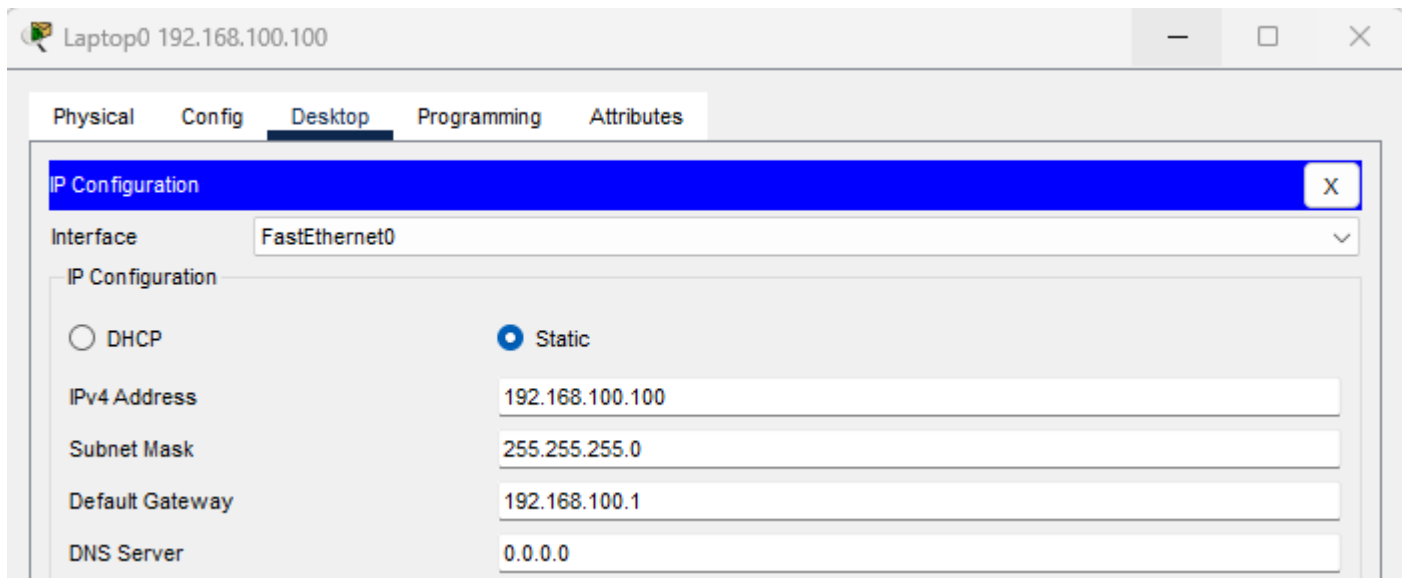 Laptop0 192.168.100.100
Physical Config Desktop Programming Attributes
IP Configuration X
Interface FastEthernet0
IP Configuration
DHCP Static
IPv4 Address 192.168.100.100
Subnet Mask 255.255.255.0
Default Gateway 192.168.100.1
DNS Server 0.0.0.0